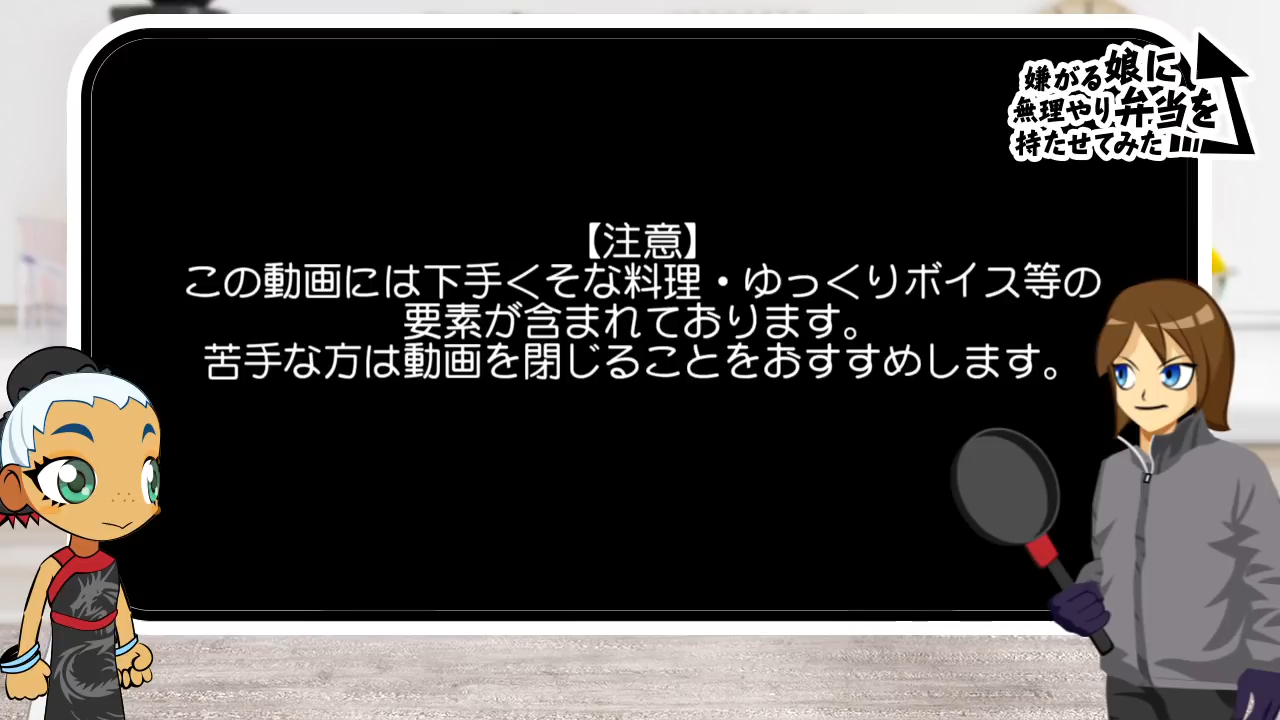 嫌がる娘に
無理やり弁当を
持たせてみた
【注意】
この動画には下手くそな料理・ゆっくりボイス等の
要素が含まれております。
苦手な方は動画を閉じることをおすすめします。